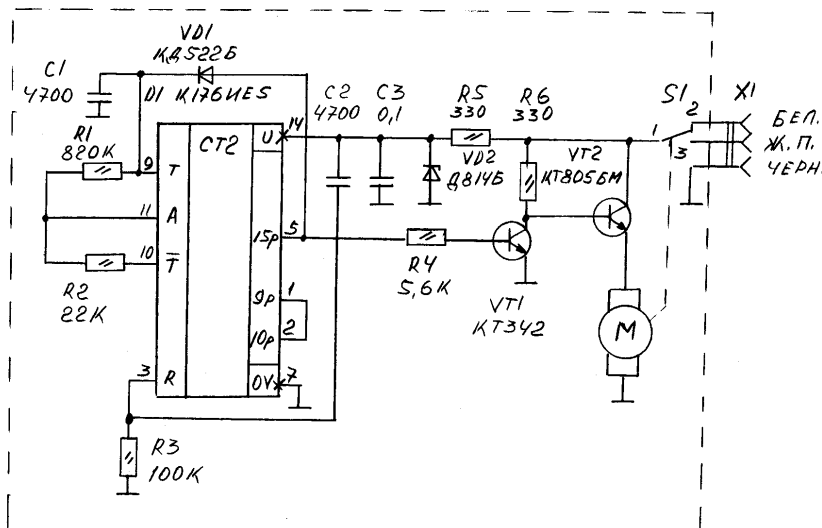 VD1
КД522Б
C1
4700
D1 К176ИЕ5
R1
820К
9
T
CT2
U
14
C2
4700
C3
0,1
R5
330
R6
330
VD2
Д814Б
VT2
КТ805БМ
S1
2
1
3
X1
БЕЛ.
Ж.П.
ЧЕРН.
11
A
10
T̅
R2
22К
15р
5
R4
5,6К
VT1
КТ342
9р
1
10р
2
M
3
R
0V
7
R3
100К